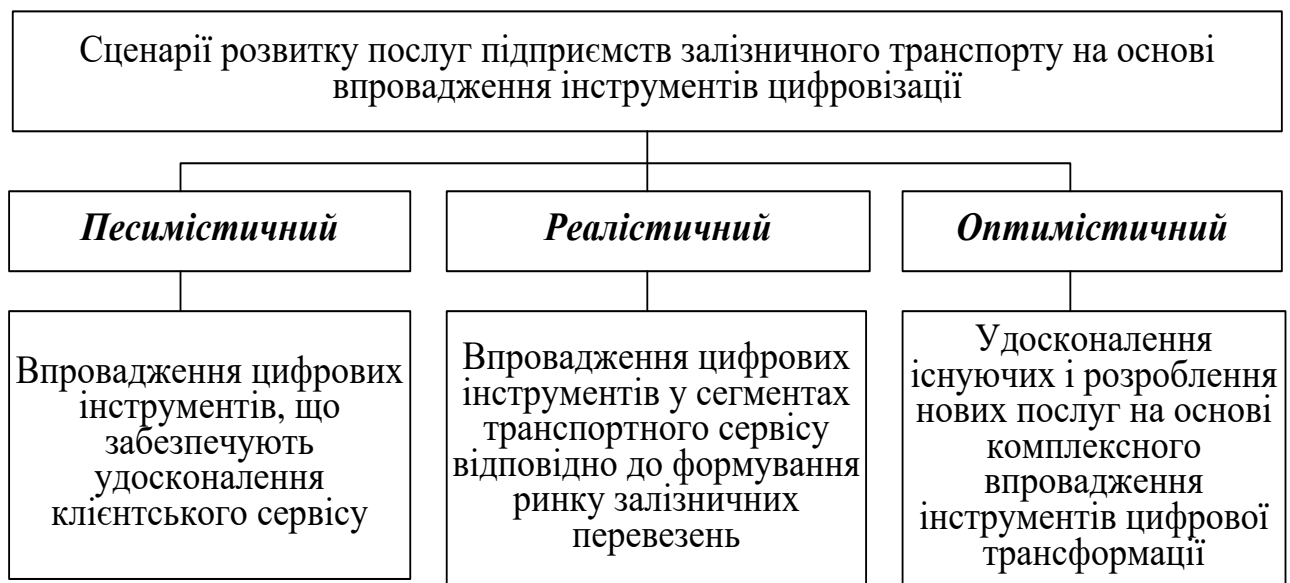 Сценарії розвитку послуг підприємств залізничного транспорту на основі
впровадження інструментів цифровізації
Песимістичний
Реалістичний
Оптимістичний
Впровадження цифрових
інструментів, що
забезпечують
удосконалення
клієнтського сервісу
Впровадження цифрових
інструментів у сегментах
транспортного сервісу
відповідно до формування
ринку залізничних
перевезень
Удосконалення
існуючих і розроблення
нових послуг на основі
комплексного
впровадження
інструментів цифрової
трансформації